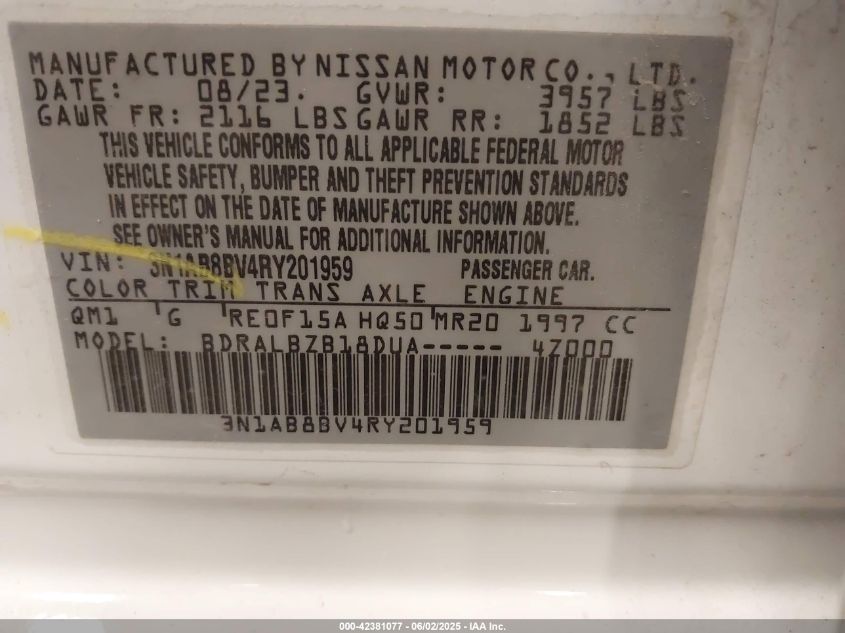 MANUFACTURED BY NISSAN MOTOR CO., LTD.
DATE: 08/23. GVWR: 3957 LBS
GAWR FR: 2116 LBS GAWR RR: 1852 LBS
THIS VEHICLE CONFORMS TO ALL APPLICABLE FEDERAL MOTOR
VEHICLE SAFETY, BUMPER AND THEFT PREVENTION STANDARDS
IN EFFECT ON THE DATE OF MANUFACTURE SHOWN ABOVE.
SEE OWNER'S MANUAL FOR ADDITIONAL INFORMATION.
VIN: 3N1AB8BV4RY201959 PASSENGER CAR.
COLOR TRIM TRANS AXLE ENGINE
QM1 G RE0F15A HQ50 MR20 1997 CC
MODEL: BDRALBZB18DUA----- 4Z000
3N1AB8BV4RY201959
000-42381077 - 06/02/2025 - IAA Inc.